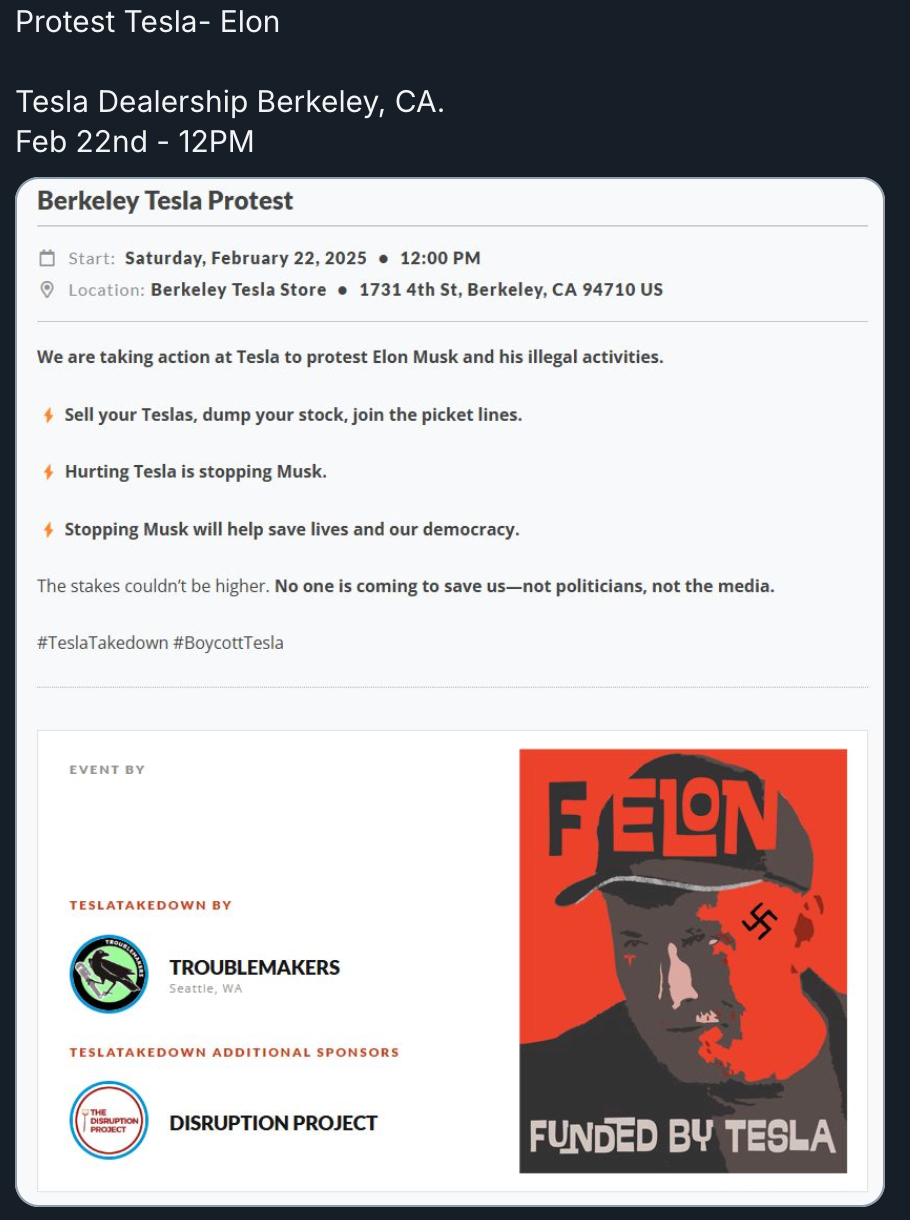 Protest Tesla- Elon
Tesla Dealership Berkeley, CA.
Feb 22nd - 12PM
Berkeley Tesla Protest
Start: Saturday, February 22, 2025 ● 12:00 PM
Location: Berkeley Tesla Store ● 1731 4th St, Berkeley, CA 94710 US
We are taking action at Tesla to protest Elon Musk and his illegal activities.
Sell your Teslas, dump your stock, join the picket lines.
Hurting Tesla is stopping Musk.
Stopping Musk will help save lives and our democracy.
The stakes couldn’t be higher. No one is coming to save us—not politicians, not the media.
#TeslaTakedown #BoycottTesla
EVENT BY
TESLATAKEDOWN BY
TROUBLEMAKERS
TROUBLEMAKERS
Seattle, WA
TESLATAKEDOWN ADDITIONAL SPONSORS
THE
DISRUPTION
PROJECT
DISRUPTION PROJECT
FELON
FUNDED BY TESLA